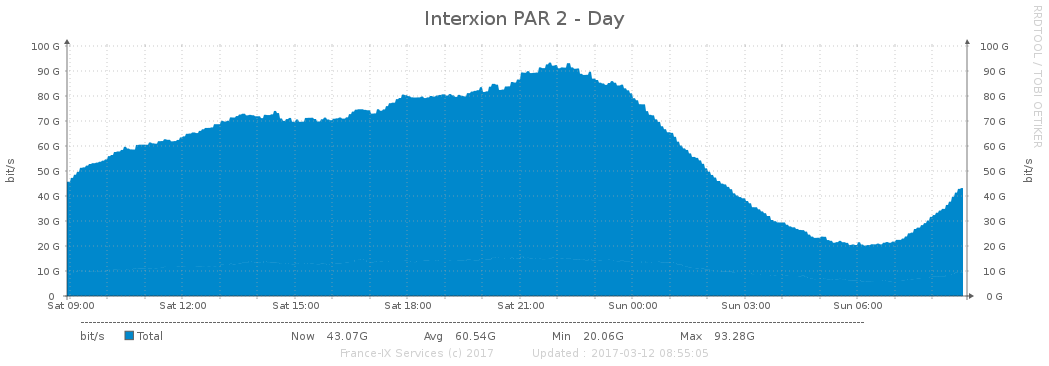 Interxion PAR 2 - Day
RRDTOOL / TOBI OETIKER
100 G 100 G
90 G 90 G
80 G 80 G
70 G 70 G
60 G 60 G
50 G 50 G
40 G 40 G
30 G 30 G
20 G 20 G
10 G 10 G
0 0 G
bit/s bit/s
Sat 09:00 Sat 12:00 Sat 15:00 Sat 18:00 Sat 21:00 Sun 00:00 Sun 03:00 Sun 06:00
bit/s Total Now 43.07G Avg 60.54G Min 20.06G Max 93.28G
France-IX Services (c) 2017 Updated : 2017-03-12 08:55:05